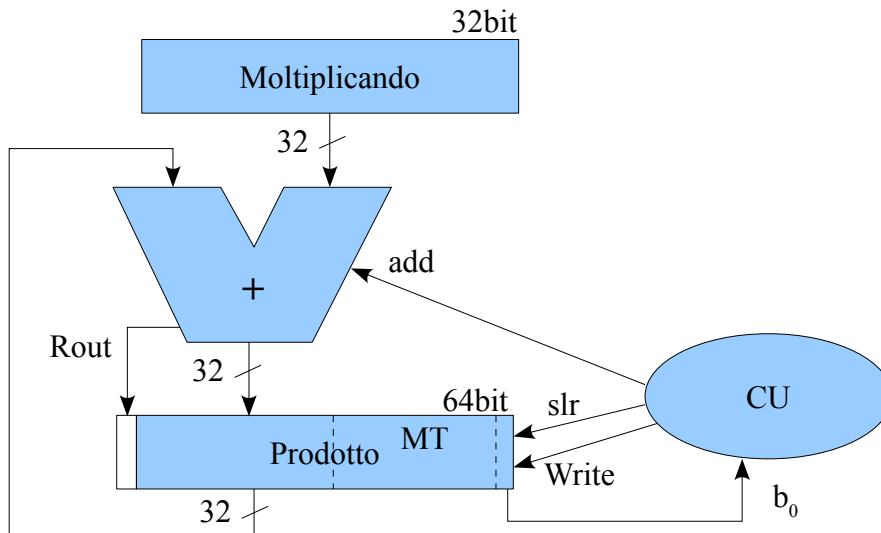 32bit
Moltiplicando
32
add
+
Rout
32
64bit
slr
CU
MT
Prodotto
Write
32
b0